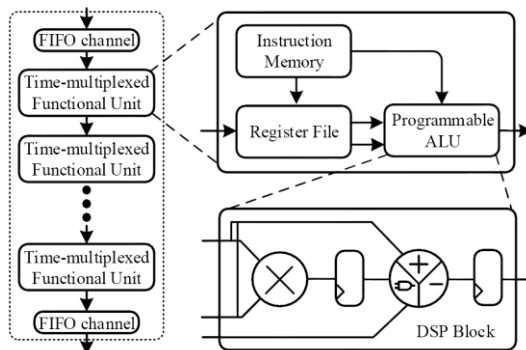 FIFO channel
Time-multiplexed
Functional Unit
Time-multiplexed
Functional Unit
Time-multiplexed
Functional Unit
FIFO channel
Instruction
Memory
Register File
Programmable
ALU
DSP Block